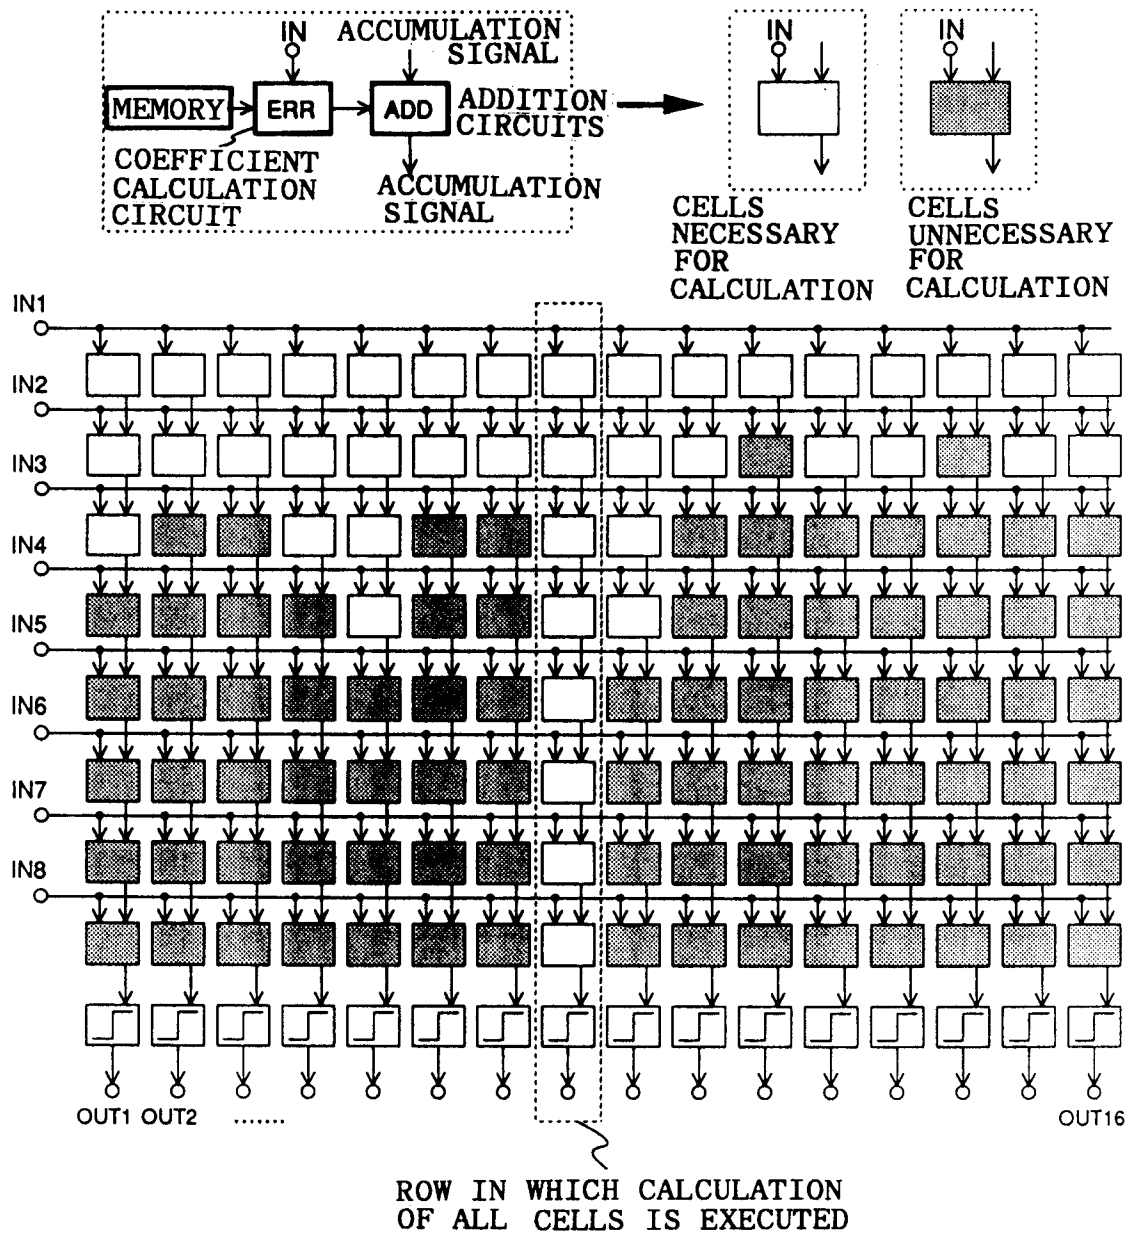 IN
ACCUMULATION
SIGNAL
IN
IN
MEMORY
ERR
ADD
ADDITION
CIRCUITS
COEFFICIENT
CALCULATION
CIRCUIT
ACCUMULATION
SIGNAL
CELLS
NECESSARY
FOR
CALCULATION
CELLS
UNNECESSARY
FOR
CALCULATION
IN1
IN2
IN3
IN4
IN5
IN6
IN7
IN8
OUT1 OUT2 ....... OUT16
ROW IN WHICH CALCULATION
OF ALL CELLS IS EXECUTED